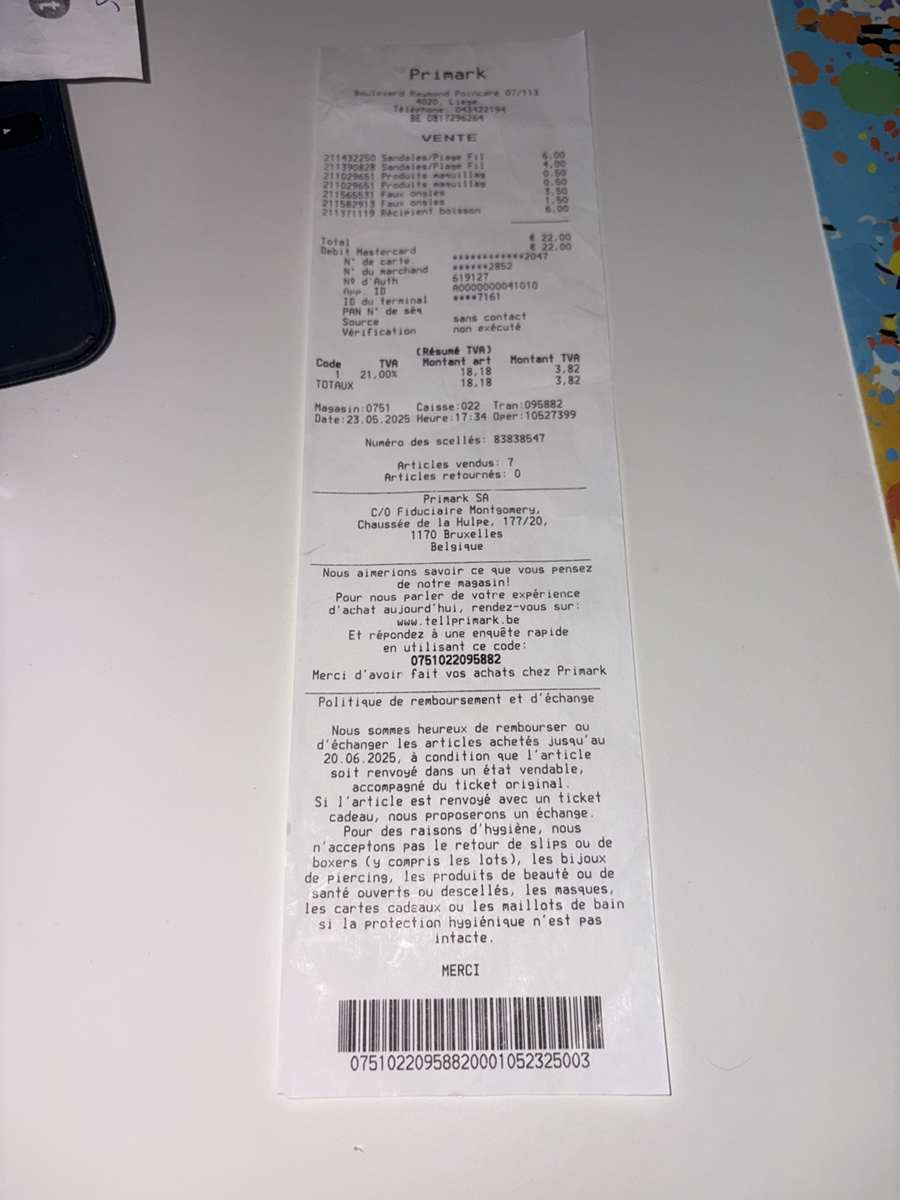 Primark
Boulevard Raymond Poincaré 07/113
4020, Liege
Téléphone: 043422194
BE 0817296264
VENTE
211432250 Sandales/Plage Fil 6.00
211390828 Sandales/Plage Fil 4.00
211029651 Produits maquillag 0.50
211029651 Produits maquillag 0.50
211565531 Faux ongles 3.50
211582913 Faux ongles 1.50
211371119 Récipient boisson 6.00
Total € 22.00
Debit Mastercard € 22.00
N° de carte. ************2047
N° du marchand ******2852
Nº d'Auth 619127
App. ID A0000000041010
ID du terminal ****7161
PAN N° de séq
Source sans contact
Vérification non exécuté
(Résumé TVA)
Code TVA Montant art Montant TVA
1 21,00% 18,18 3,82
TOTAUX 18,18 3,82
Magasin:0751 Caisse:022 Tran:095882
Date:23.05.2025 Heure:17:34 Oper:10527399
Numéro des scellés: 83838547
Articles vendus: 7
Articles retournés: 0
Primark SA
C/O Fiduciaire Montgomery,
Chaussée de la Hulpe, 177/20,
1170 Bruxelles
Belgique
Nous aimerions savoir ce que vous pensez
de notre magasin!
Pour nous parler de votre expérience
d'achat aujourd'hui, rendez-vous sur:
www.tellprimark.be
Et répondez à une enquête rapide
en utilisant ce code:
0751022095882
Merci d'avoir fait vos achats chez Primark
Politique de remboursement et d'échange
Nous sommes heureux de rembourser ou
d'échanger les articles achetés jusqu'au
20.06.2025, à condition que l'article
soit renvoyé dans un état vendable,
accompagné du ticket original.
Si l'article est renvoyé avec un ticket
cadeau, nous proposerons un échange.
Pour des raisons d'hygiène, nous
n'acceptons pas le retour de slips ou de
boxers (y compris les lots), les bijoux
de piercing, les produits de beauté ou de
santé ouverts ou descellés, les masques,
les cartes cadeaux ou les maillots de bain
si la protection hygiénique n'est pas
intacte.
MERCI
07510220958820001052325003